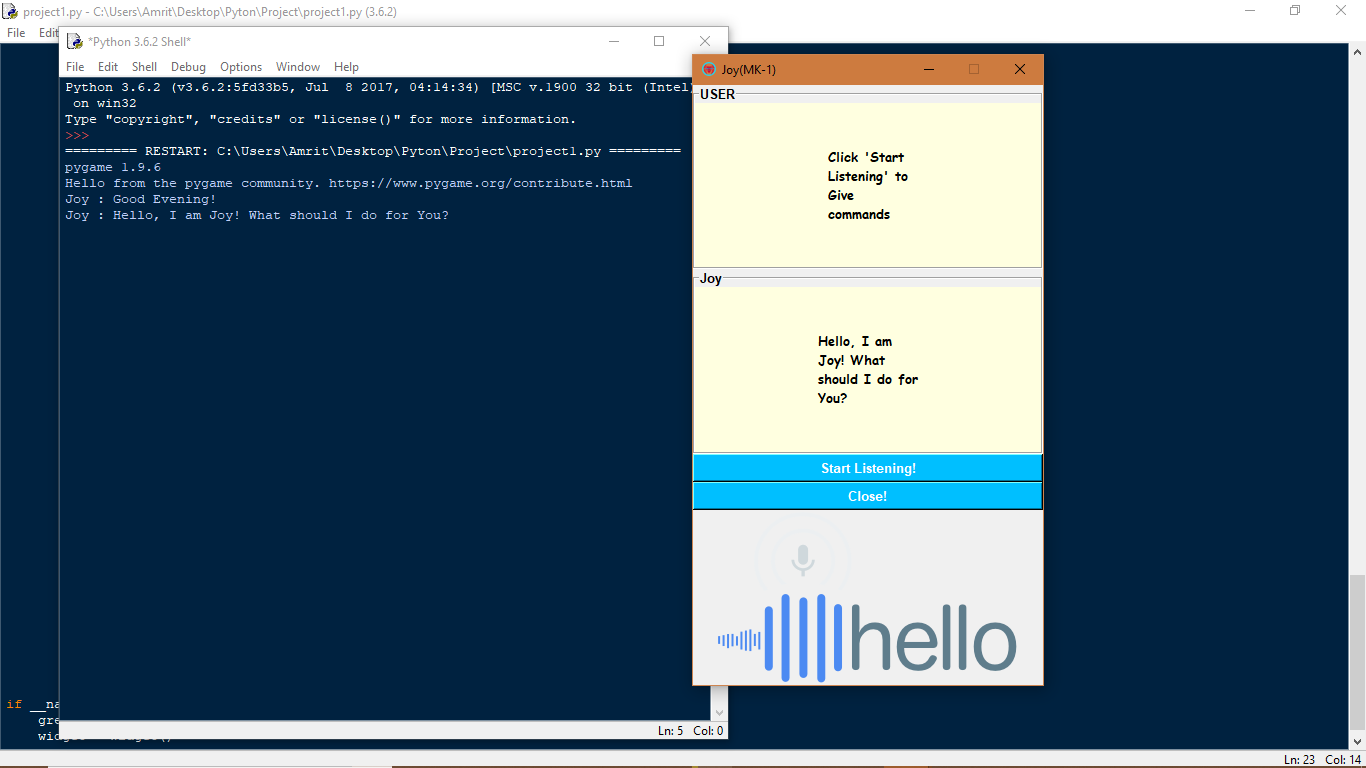 project1.py - C:\Users\Amrit\Desktop\Pyton\Project\project1.py (3.6.2)
File Edit
*Python 3.6.2 Shell*
File Edit Shell Debug Options Window Help
Python 3.6.2 (v3.6.2:5fd33b5, Jul  8 2017, 04:14:34) [MSC v.1900 32 bit (Intel)
on win32
Type "copyright", "credits" or "license()" for more information.
>>>
========= RESTART: C:\Users\Amrit\Desktop\Pyton\Project\project1.py =========
pygame 1.9.6
Hello from the pygame community. https://www.pygame.org/contribute.html
Joy : Good Evening!
Joy : Hello, I am Joy! What should I do for You?
Ln: 5 Col: 0
Joy(MK-1)
USER
Click 'Start
Listening' to
Give
commands
Joy
Hello, I am
Joy! What
should I do for
You?
Start Listening!
Close!
hello
if __na
gre
Ln: 23 Col: 14